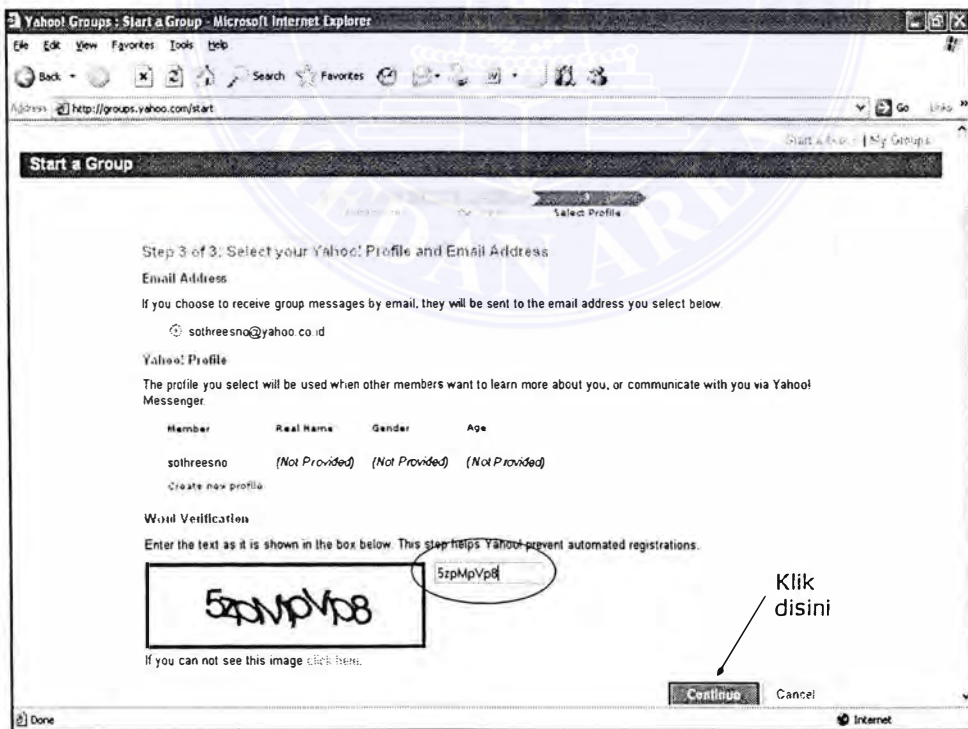 Yahoo! Groups : Start a Group - Microsoft Internet Explorer
File Edit View Favorites Tools Help
Back Search Favorites
Address http://groups.yahoo.com/start Go Links
Start a Group | My Groups
Start a Group
3
Select Profile
Step 3 of 3: Select your Yahoo! Profile and Email Address
Email Address
If you choose to receive group messages by email, they will be sent to the email address you select below.
sothreesno@yahoo.co.id
Yahoo! Profile
The profile you select will be used when other members want to learn more about you, or communicate with you via Yahoo!
Messenger.
Member Real Name Gender Age
sothreesno (Not Provided) (Not Provided) (Not Provided)
Create new profile
Word Verification
Enter the text as it is shown in the box below. This step helps Yahoo! prevent automated registrations.
5zpMpVp8
5zpMpVp8
Klik
disini
If you can not see this image click here.
Continue Cancel
Done Internet
MEDAN AREA